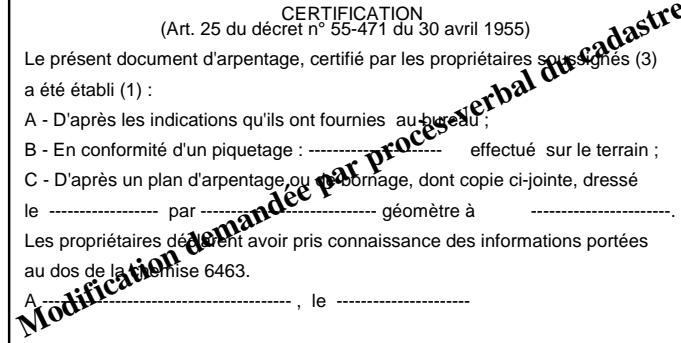 CERTIFICATION
(Art. 25 du décret n° 55-471 du 30 avril 1955)
Le présent document d'arpentage, certifié par les propriétaires soussignés (3)
a été établi (1) :
A - D'après les indications qu'ils ont fournies au bureau ;
B - En conformité d'un piquetage : ---------------------- effectué sur le terrain ;
C - D'après un plan d'arpentage ou de bornage, dont copie ci-jointe, dressé
le ------------------ par ----------------------------- géomètre à -----------------------.
Les propriétaires déclarent avoir pris connaissance des informations portées
au dos de la chemise 6463.
A ----------------------------------------- , le ----------------------
Modification demandée par procès-verbal du cadastre